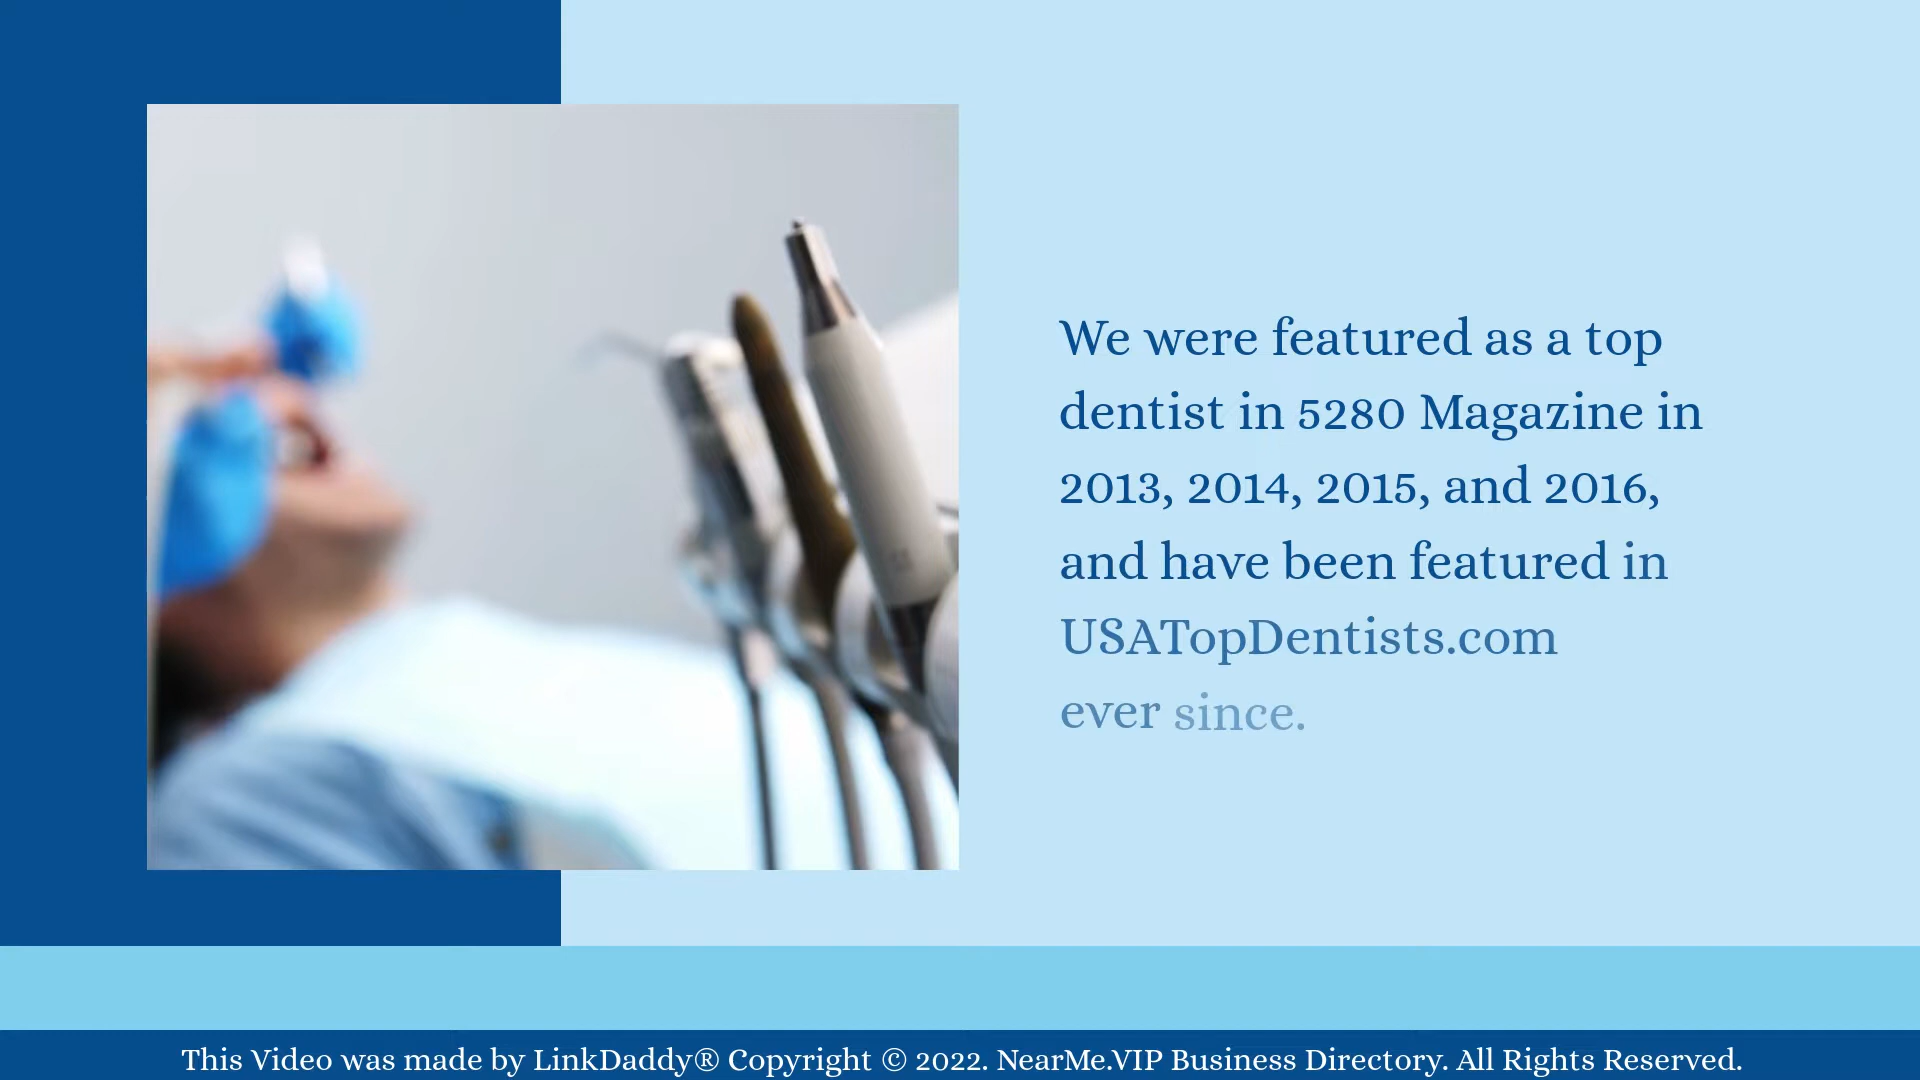 We were featured as a top
dentist in 5280 Magazine in
2013, 2014, 2015, and 2016,
and have been featured in
USATopDentists.com
ever since.
This Video was made by LinkDaddy® Copyright © 2022. NearMe.VIP Business Directory. All Rights Reserved.